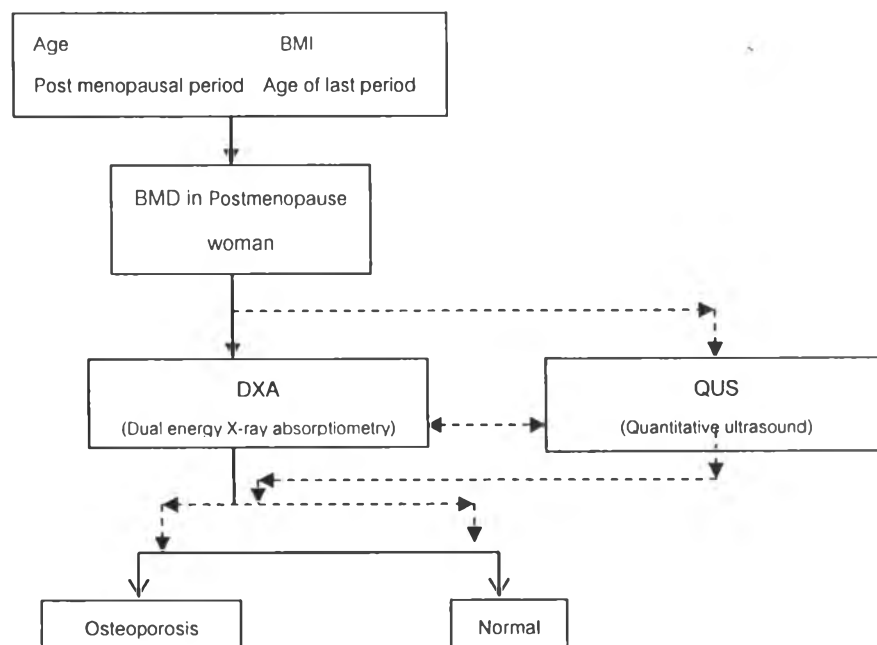 Age BMI
Post menopausal period Age of last period
BMD in Postmenopause
woman
DXA QUS
(Dual energy X-ray absorptiometry) (Quantitative ultrasound)
Osteoporosis Normal